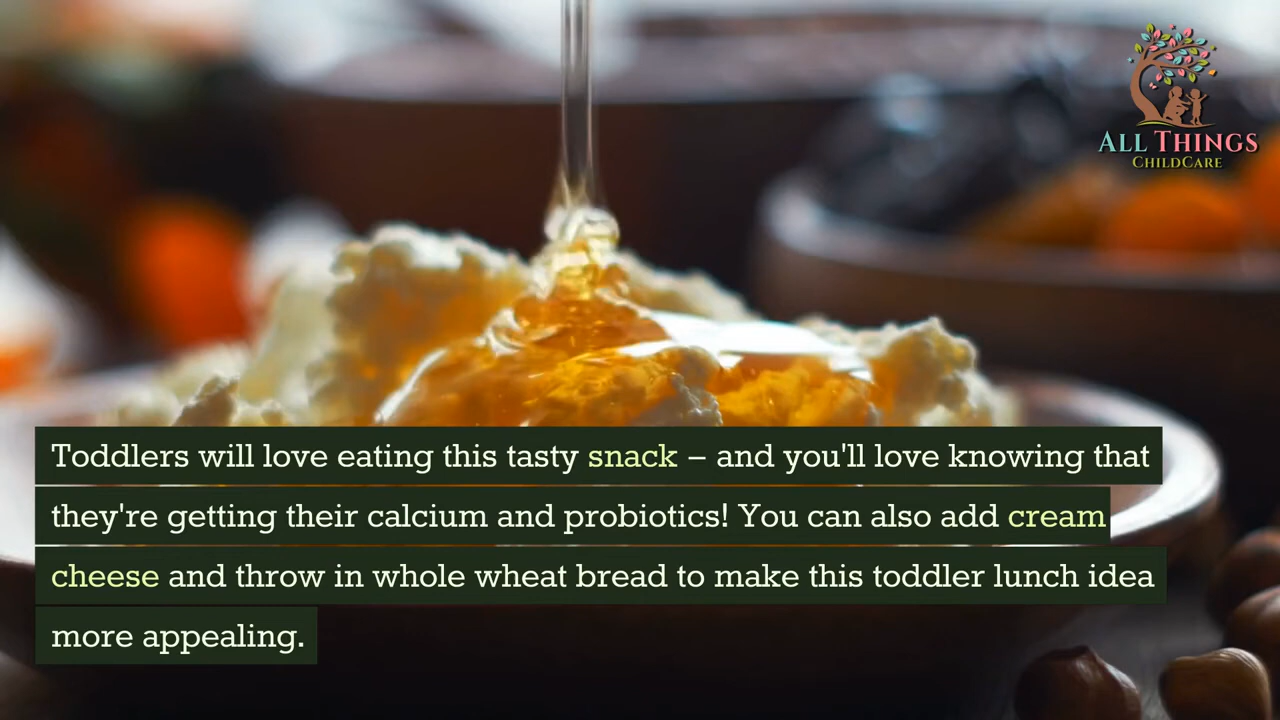 ALL THINGS
CHILDCARE
Toddlers will love eating this tasty snack – and you'll love knowing that
they're getting their calcium and probiotics! You can also add cream
cheese and throw in whole wheat bread to make this toddler lunch idea
more appealing.